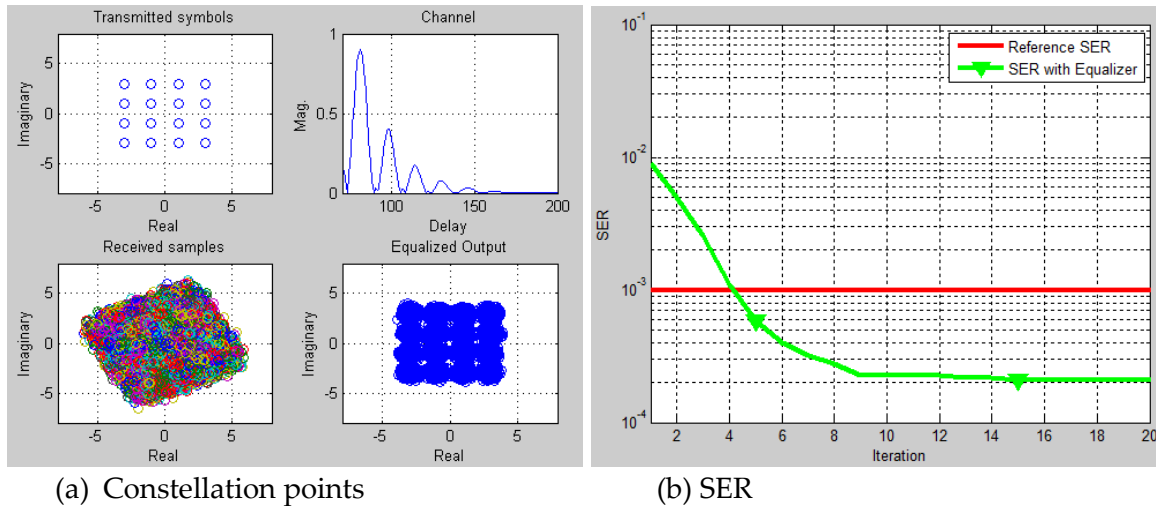 Transmitted symbols
5
0
-5
Imaginary
-5 0 5
Real
Channel
1
0.5
0
Mag.
100 200
Delay
Received samples
5
0
-5
Imaginary
-5 0 5
Real
Equalized Output
5
0
-5
Imaginary
-5 0 5
Real
(a) Constellation points
10^-1
10^-2
10^-3
10^-4
SER
Reference SER
SER with Equalizer
2 4 6 8 10 12 14 16 18 20
Iteration
(b) SER